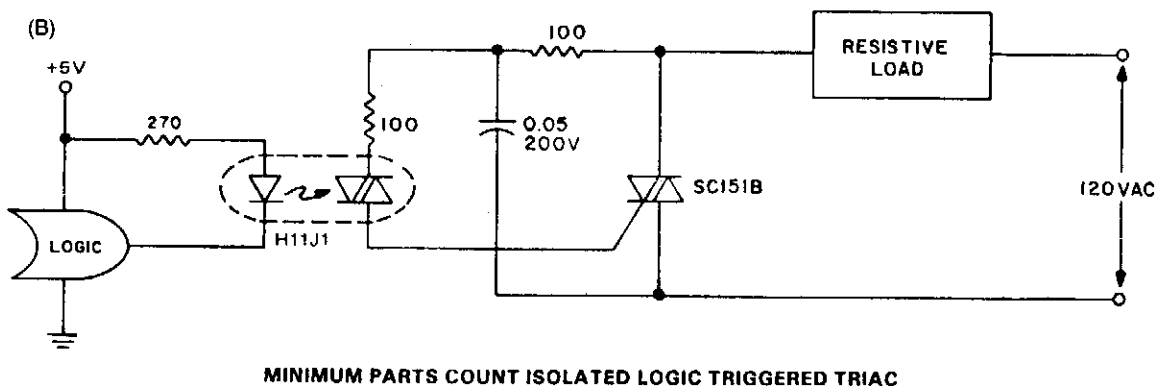 (B)
+5V
270
LOGIC
H11J1
100
100
0.05
200V
SC151B
RESISTIVE
LOAD
120VAC
MINIMUM PARTS COUNT ISOLATED LOGIC TRIGGERED TRIAC